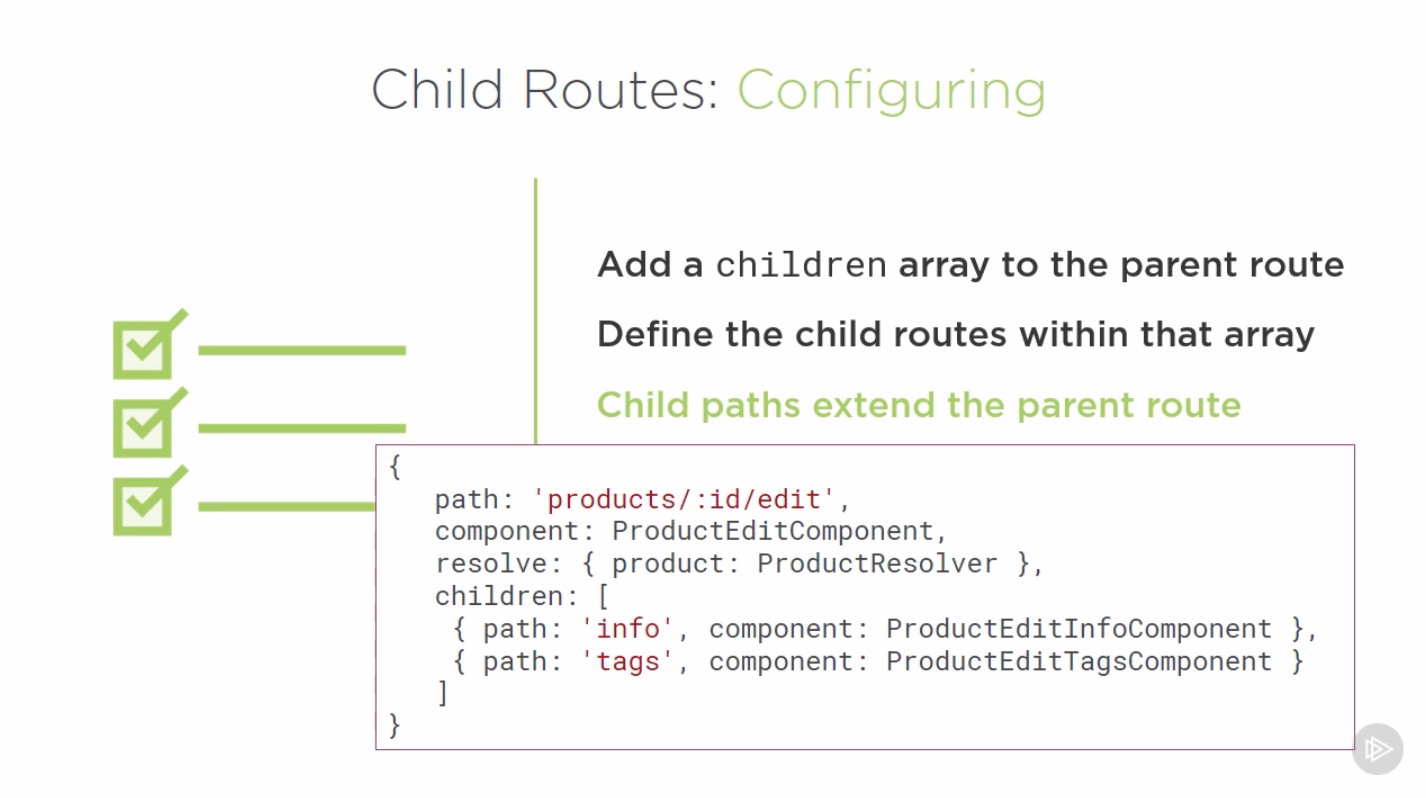 Child Routes: Configuring
Add a children array to the parent route
Define the child routes within that array
Child paths extend the parent route
{
path: 'products/:id/edit',
component: ProductEditComponent,
resolve: { product: ProductResolver },
children: [
{ path: 'info', component: ProductEditInfoComponent },
{ path: 'tags', component: ProductEditTagsComponent }
]
}